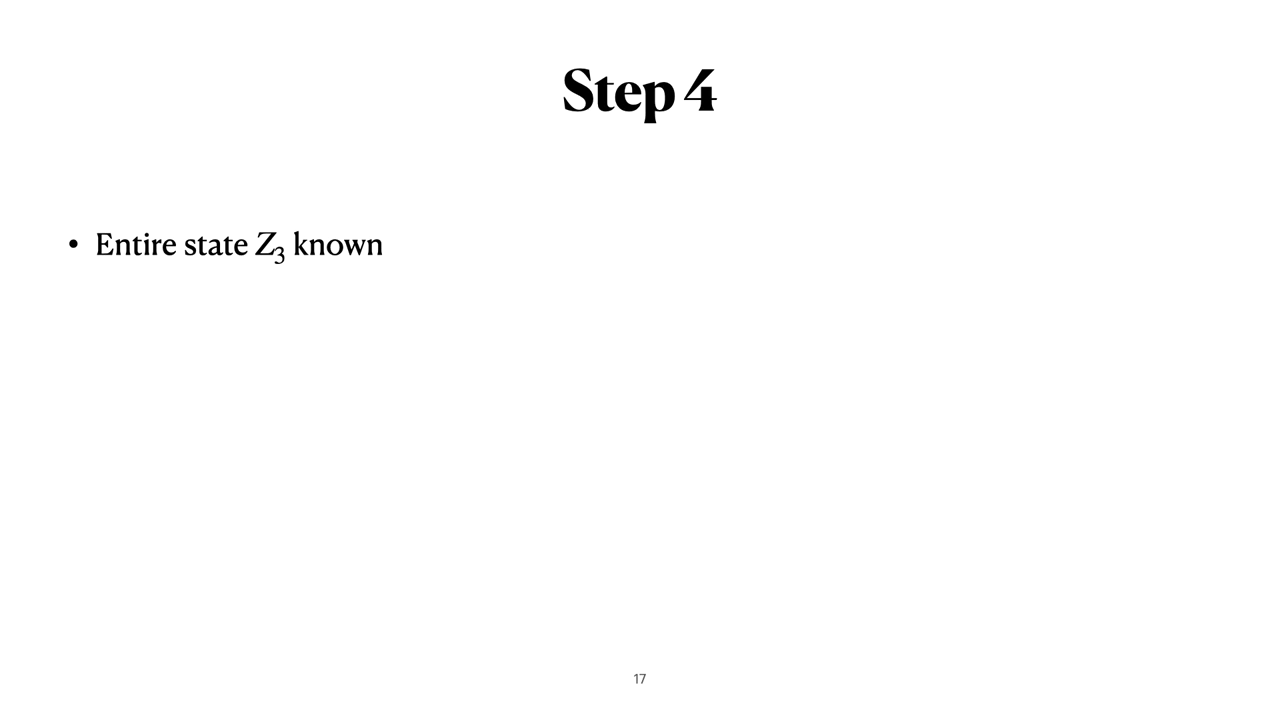 Step 4
• Entire state Z₃ known
17